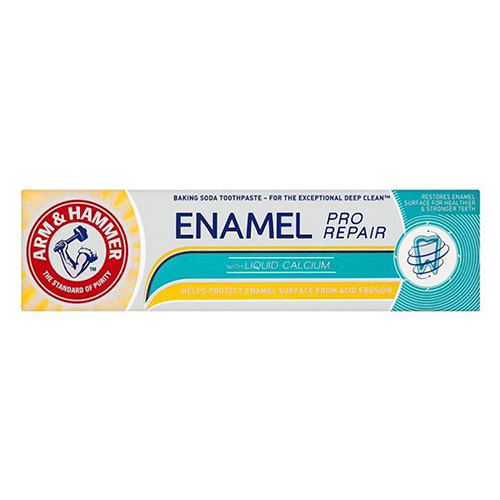 ARM & HAMMER
THE STANDARD OF PURITY
TM
BAKING SODA TOOTHPASTE - FOR THE EXCEPTIONAL DEEP CLEAN™
ENAMEL PRO
REPAIR
with LIQUID CALCIUM
HELPS PROTECT ENAMEL SURFACE FROM ACID EROSION
RESTORES ENAMEL
SURFACE FOR HEALTHIER
& STRONGER TEETH